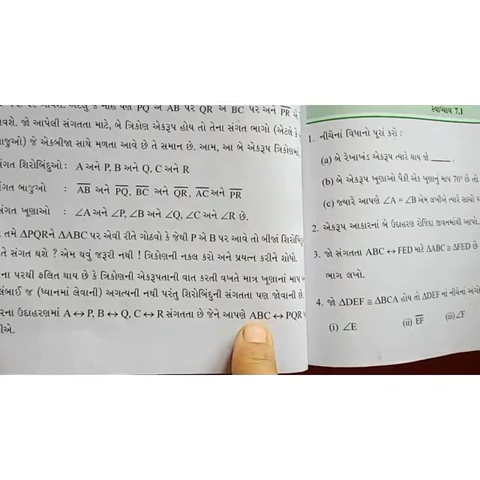 PQ એ AB પર QR એ BC પર અને PR એ
જો આપેલી સંગતતા માટે, બે ત્રિકોણ એકરૂપ હોય તો તેના સંગત ભાગો (એટલે કે
જે એકબીજા સાથે મળતા આવે છે તે સમાન છે. આમ, આ બે એકરૂપ ત્રિકોણમાં,
સંગત શિરોબિંદુઓ : A અને P, B અને Q, C અને R
સંગત બાજુઓ : AB અને PQ, BC અને QR, AC અને PR
સંગત ખૂણાઓ : ∠A અને ∠P, ∠B અને ∠Q, ∠C અને ∠R છે.
તમે ΔPQRને ΔABC પર એવી રીતે ગોઠવો કે જેથી P એ B પર આવે તો બીજાં શિરોબિંદુ
સંગત થશે ? એમ થવું જરૂરી નથી ! ત્રિકોણની નકલ કરો અને પ્રયત્ન કરીને શોધો.
પરથી ફલિત થાય છે કે ત્રિકોણની એકરૂપતાની વાત કરતી વખતે માત્ર ખૂણાનાં માપ અને
લંબાઈ જ (ધ્યાનમાં લેવાની) અગત્યની નથી પરંતુ શિરોબિંદુની સંગતતા પણ જોવાની છે.
ઉદાહરણમાં A ↔ P, B ↔ Q, C ↔ R સંગતતા છે જેને આપણે ABC ↔ PQR
સ્વાધ્યાય 7.1
1. નીચેનાં વિધાનો પૂરાં કરો :
(a) બે રેખાખંડ એકરૂપ ત્યારે થાય જો ____ .
(b) બે એકરૂપ ખૂણાઓ પૈકી એક ખૂણાનું માપ 70° છે તો
(c) જ્યારે આપણે ∠A = ∠B એમ લખીએ ત્યારે
2. એકરૂપ આકારનાં બે ઉદાહરણ રોજિંદા જીવનમાંથી આપો.
3. જો સંગતતા ABC ↔ FED માટે ΔABC ≅ ΔFED છે
ભાગ લખો.
4. જો ΔDEF ≅ ΔBCA હોય તો ΔDEF નાં નીચેનાં
(i) ∠E (ii) EF (iii) ∠F